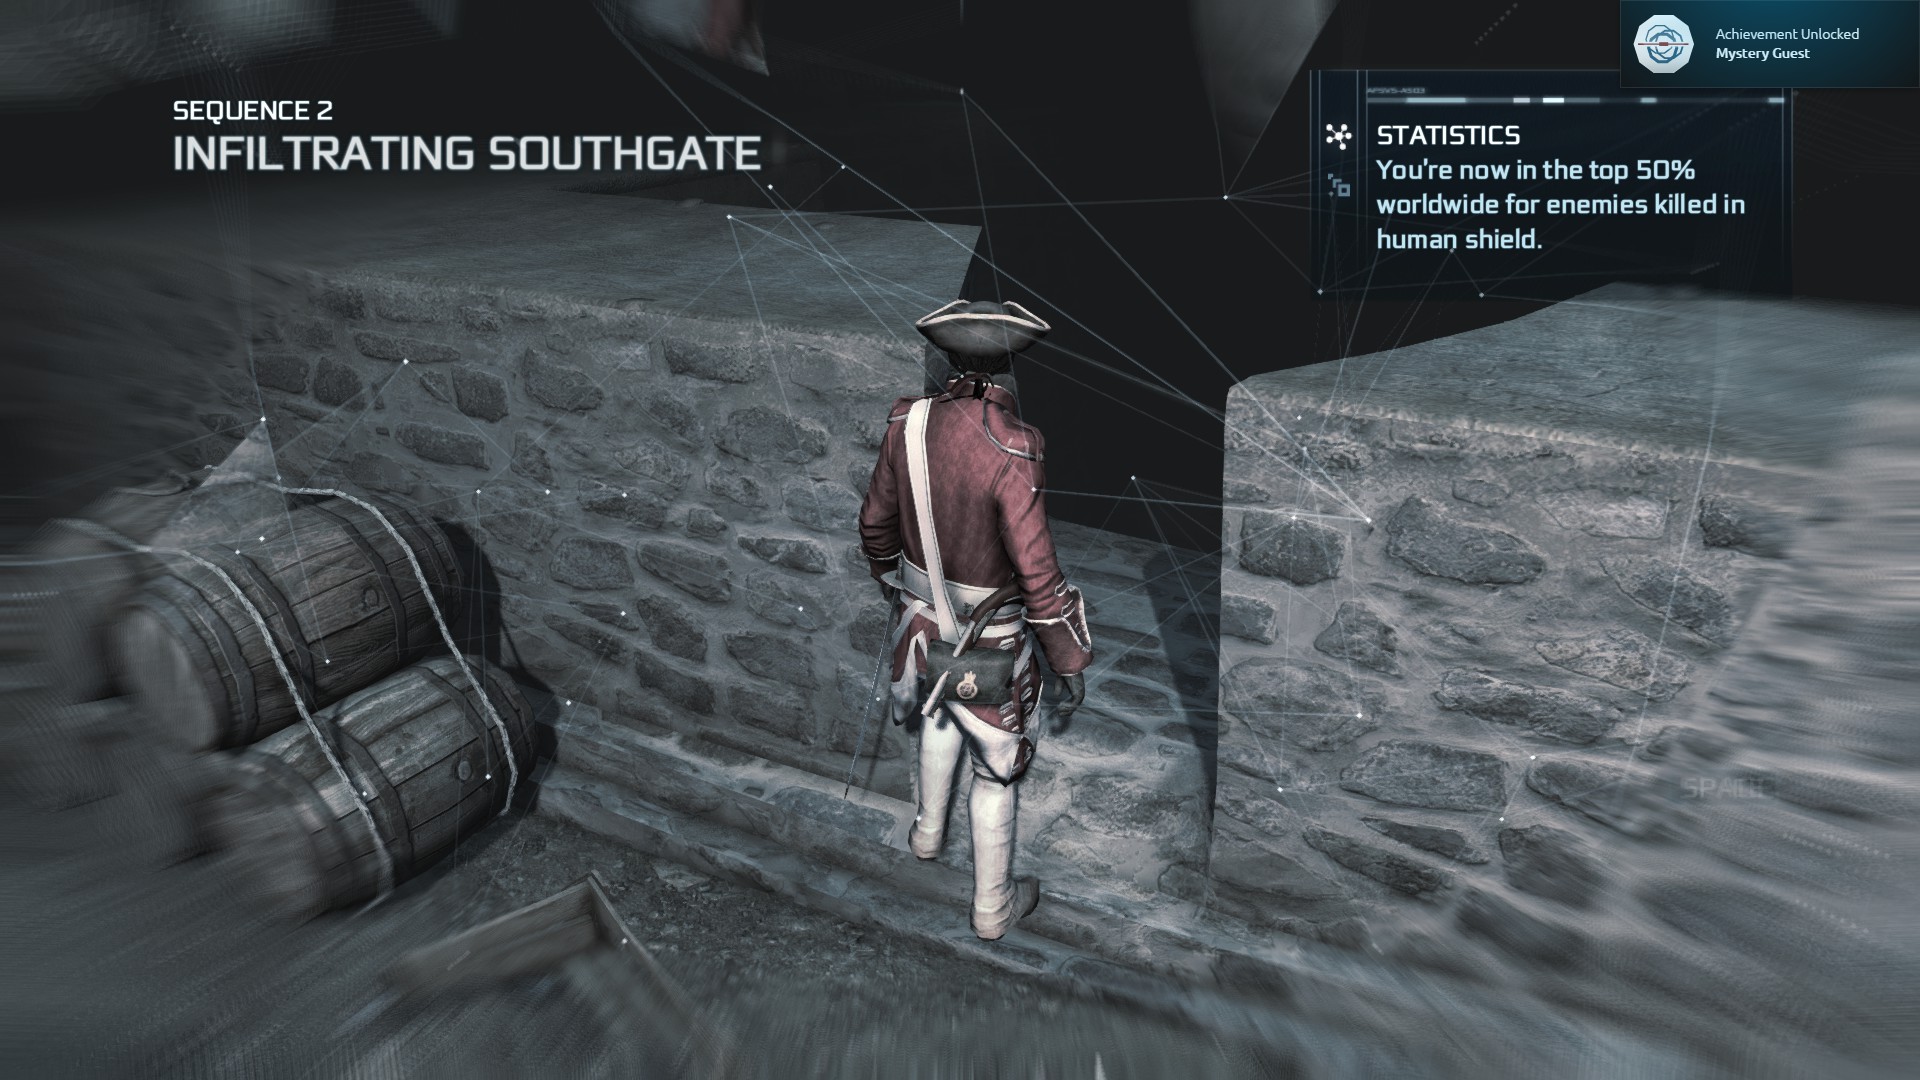 Achievement Unlocked
Mystery Guest
SEQUENCE 2
INFILTRATING SOUTHGATE
STATISTICS
You're now in the top 50%
worldwide for enemies killed in
human shield.